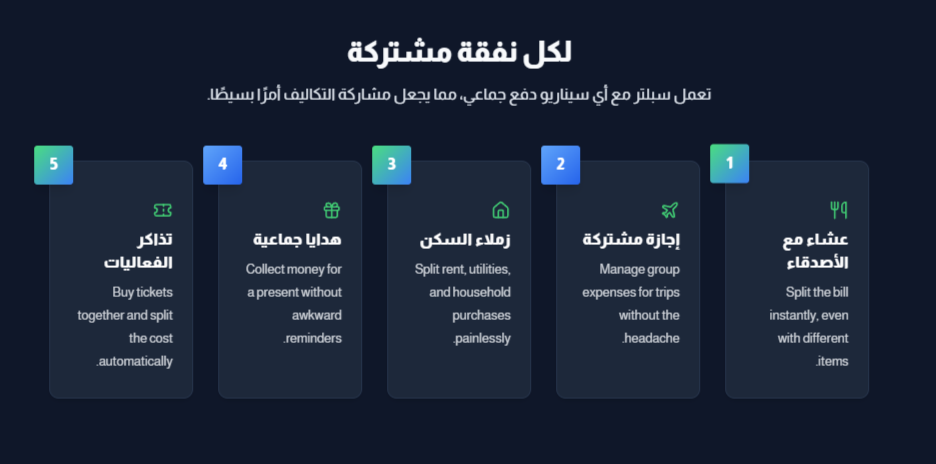 لكل نفقة مشتركة
تعمل سبلتر مع أي سيناريو دفع جماعي، مما يجعل مشاركة التكاليف أمرًا بسيطًا.
1
عشاء مع
الأصدقاء
Split the bill
instantly, even
with different
.items
2
إجازة مشتركة
Manage group
expenses for trips
without the
.headache
3
زملاء السكن
Split rent, utilities,
and household
purchases
.painlessly
4
هدايا جماعية
Collect money for
a present without
awkward
.reminders
5
تذاكر
الفعاليات
Buy tickets
together and split
the cost
.automatically